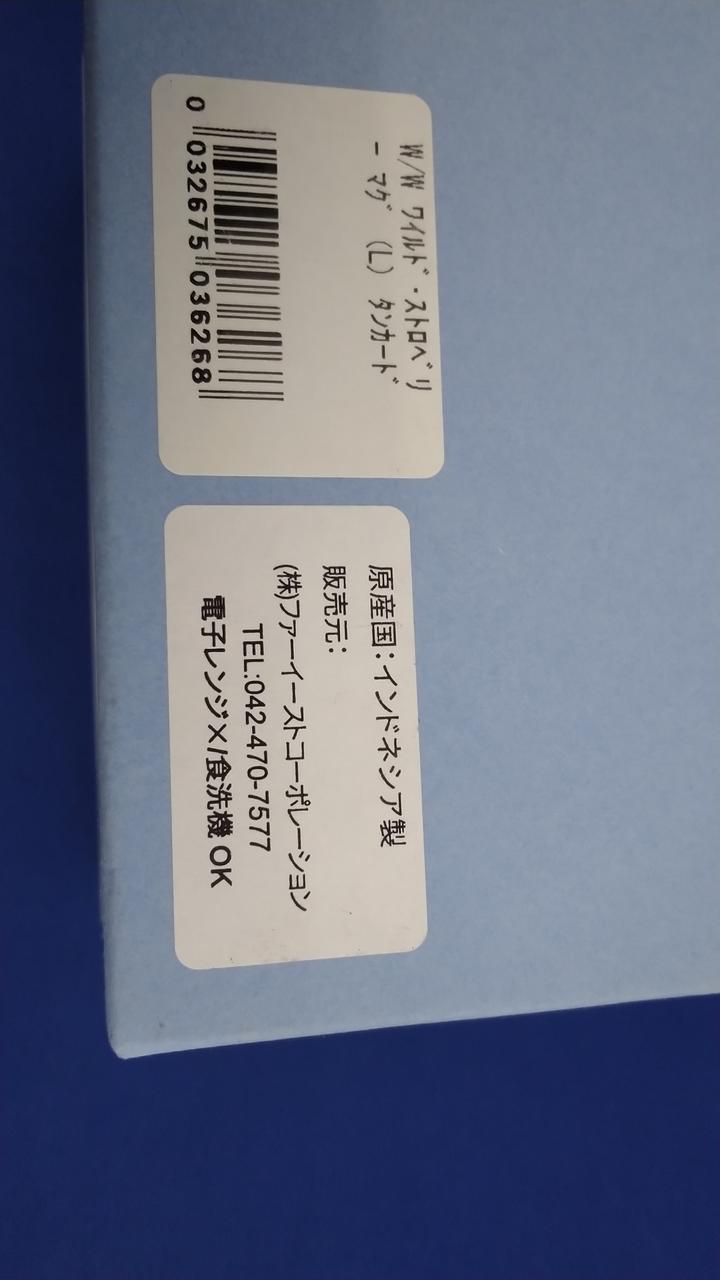 W/W ワイルド・ストロベリ
ー マグ (L) タンカード
0 032675 036268
原産国:インドネシア製
販売元:
(株)ファーイーストコーポレーション
TEL:042-470-7577
電子レンジ×/食洗機 OK